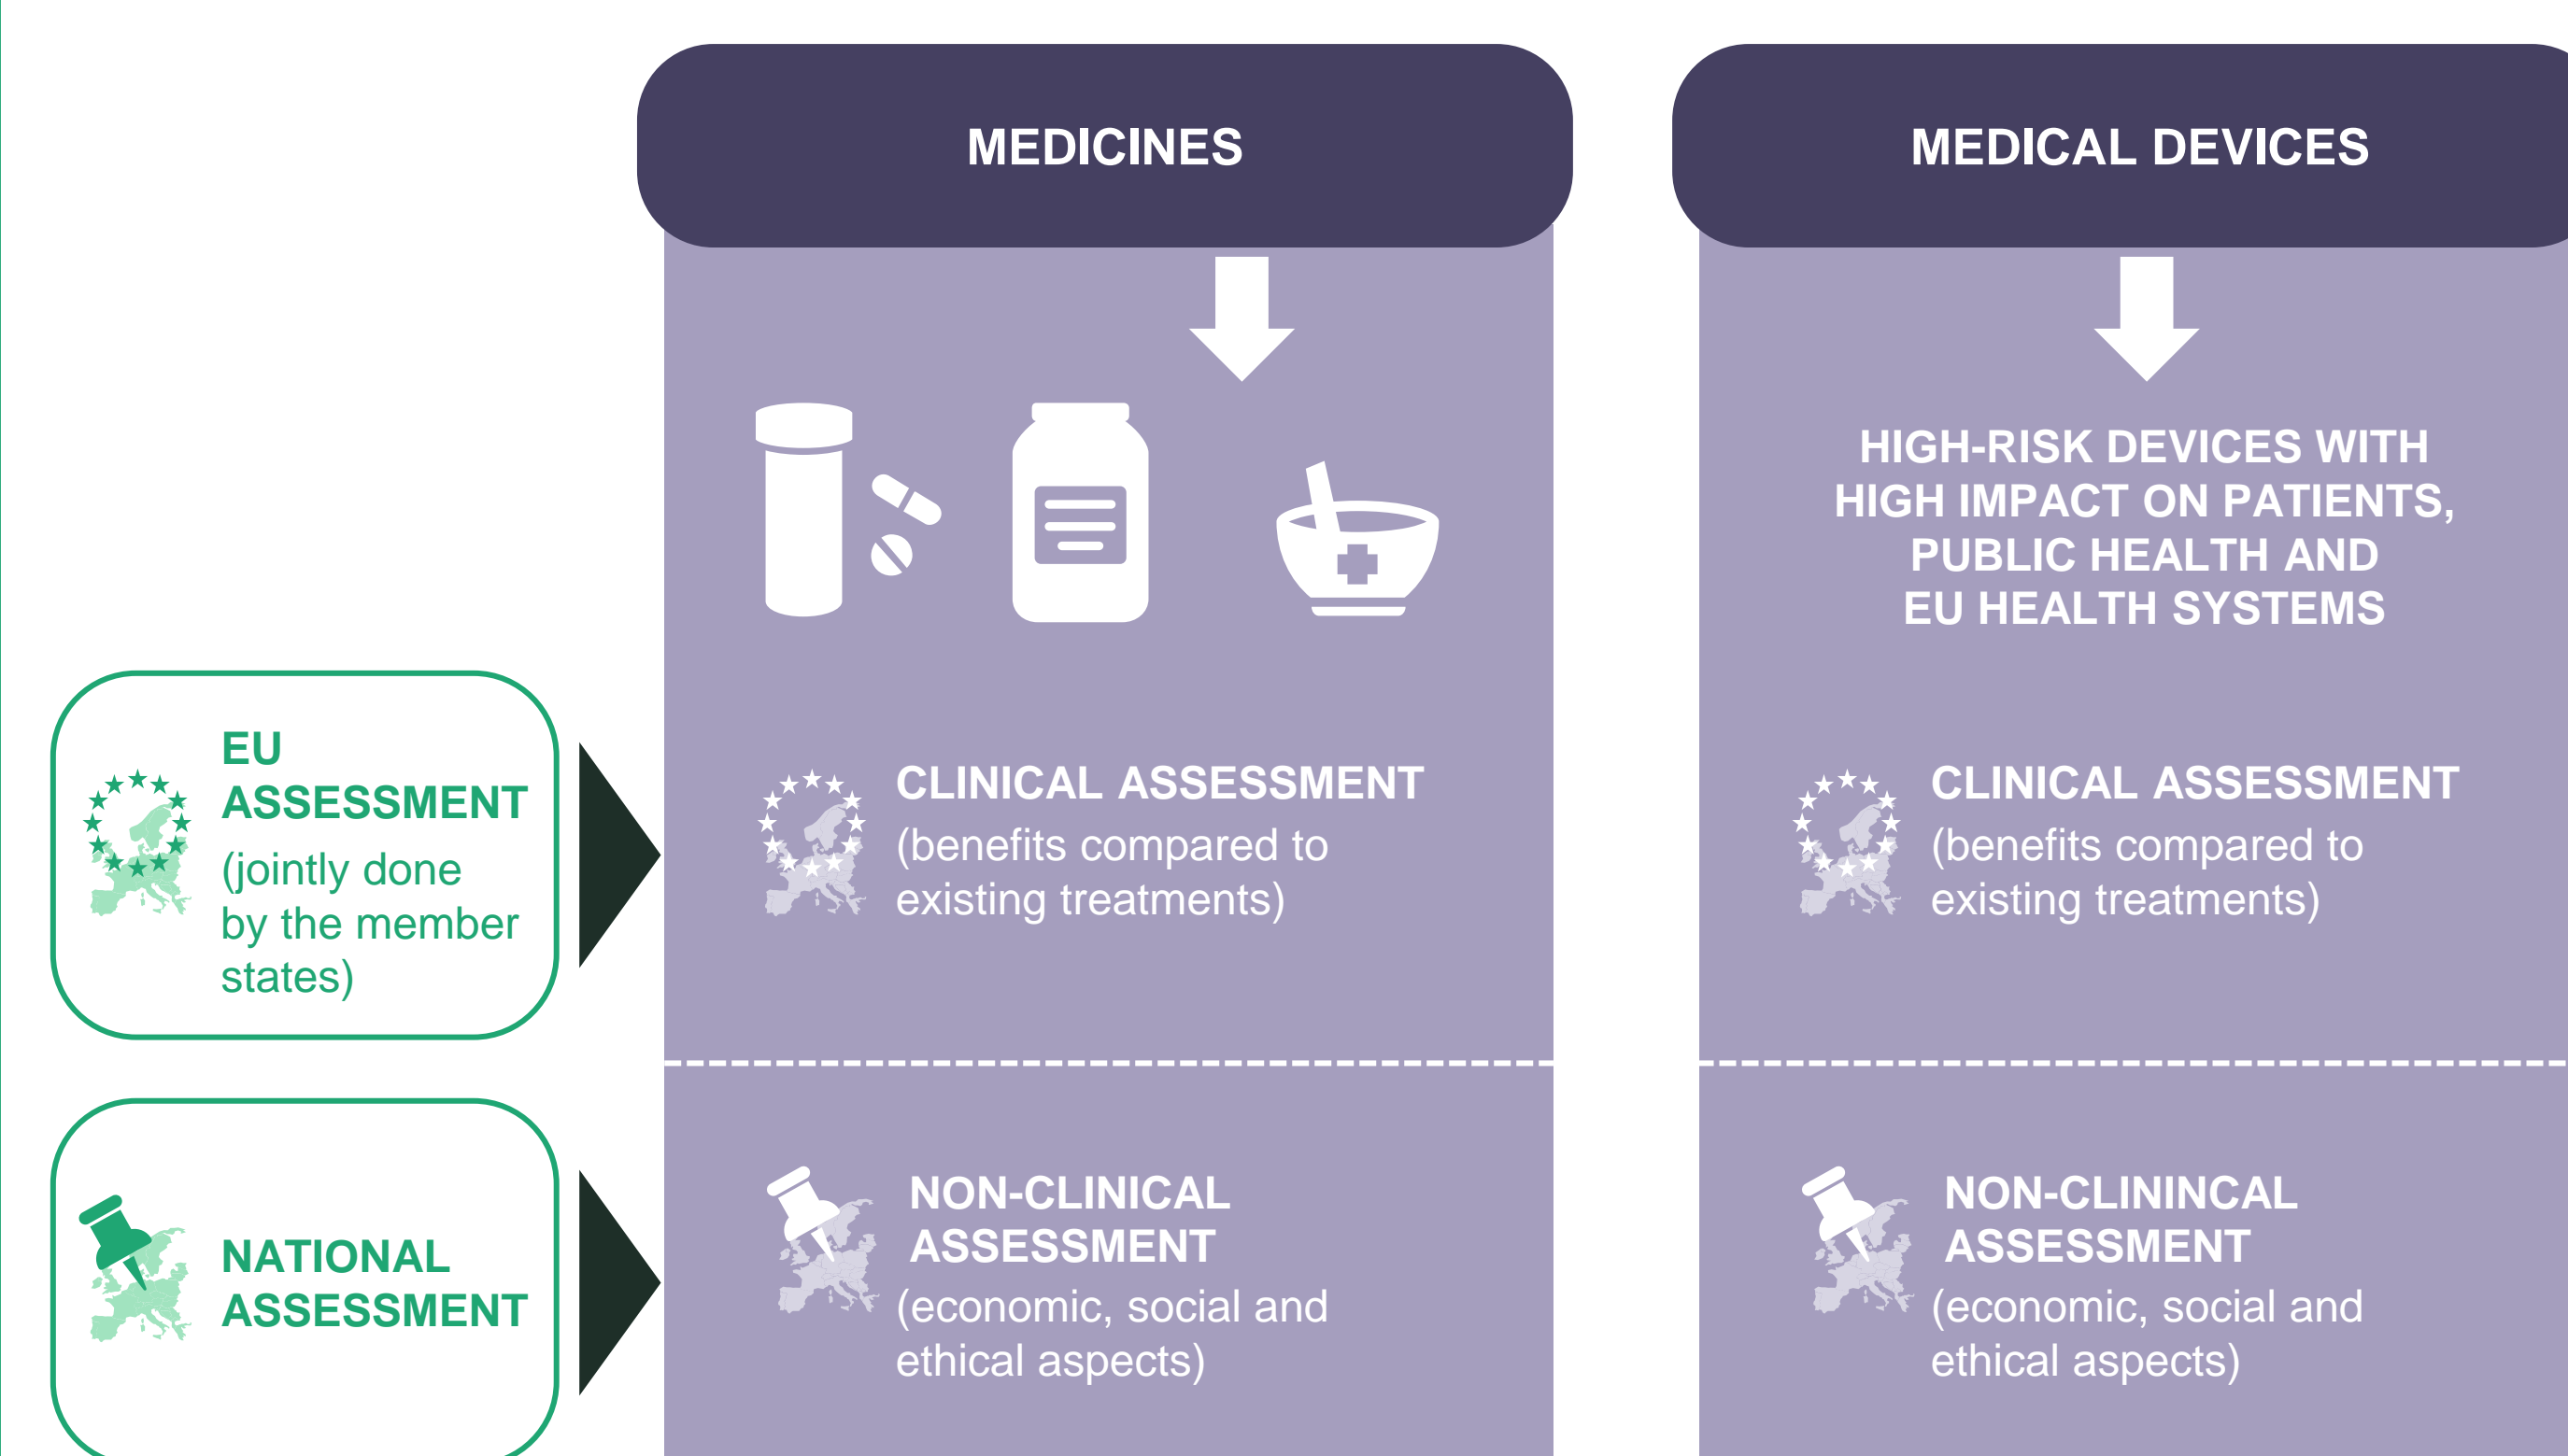 MEDICINES
MEDICAL DEVICES
HIGH-RISK DEVICES WITH
HIGH IMPACT ON PATIENTS,
PUBLIC HEALTH AND
EU HEALTH SYSTEMS
EU
ASSESSMENT
(jointly done
by the member
states)
CLINICAL ASSESSMENT
(benefits compared to
existing treatments)
CLINICAL ASSESSMENT
(benefits compared to
existing treatments)
NATIONAL
ASSESSMENT
NON-CLINICAL
ASSESSMENT
(economic, social and
ethical aspects)
NON-CLININCAL
ASSESSMENT
(economic, social and
ethical aspects)